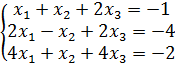 x₁ + x₂ + 2x₃ = −1
2x₁ − x₂ + 2x₃ = −4
4x₁ + x₂ + 4x₃ = −2